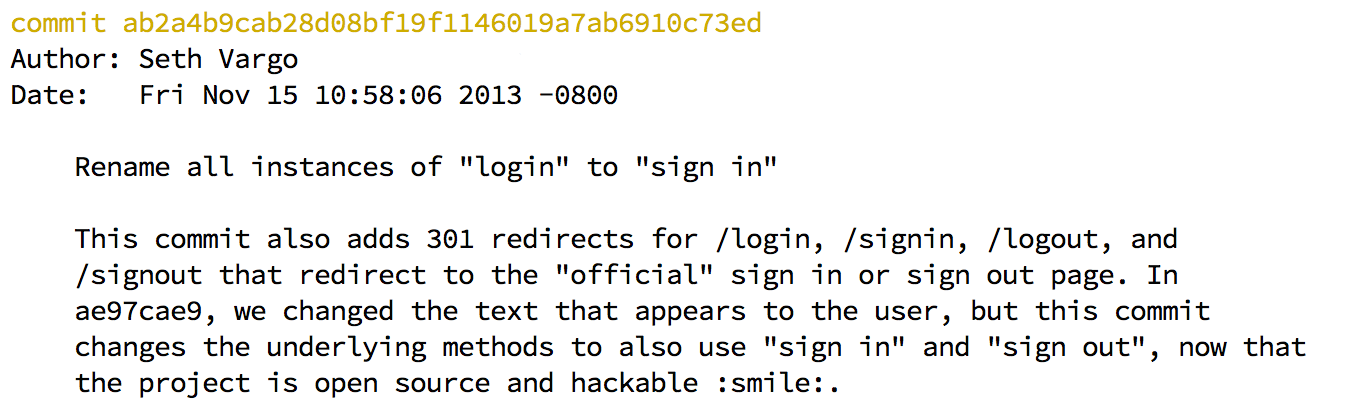 commit ab2a4b9cab28d08bf19f1146019a7ab6910c73ed
Author: Seth Vargo
Date:   Fri Nov 15 10:58:06 2013 -0800
Rename all instances of "login" to "sign in"
This commit also adds 301 redirects for /login, /signin, /logout, and
/signout that redirect to the "official" sign in or sign out page. In
ae97cae9, we changed the text that appears to the user, but this commit
changes the underlying methods to also use "sign in" and "sign out", now that
the project is open source and hackable :smile:.